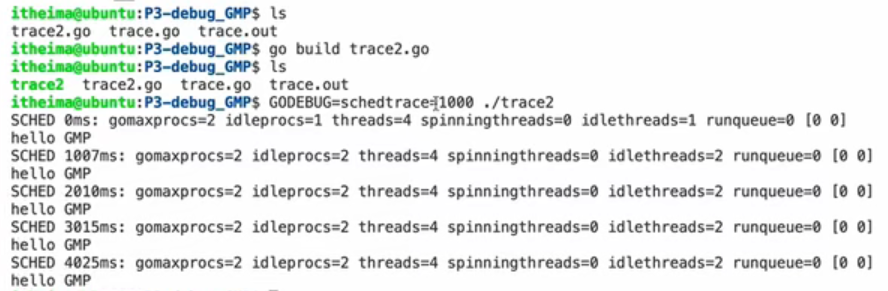 itheima@ubuntu:P3-debug_GMP$ ls
trace2.go  trace.go  trace.out
itheima@ubuntu:P3-debug_GMP$ go build trace2.go
itheima@ubuntu:P3-debug_GMP$ ls
trace2  trace2.go  trace.go  trace.out
itheima@ubuntu:P3-debug_GMP$ GODEBUG=schedtrace=1000 ./trace2
SCHED 0ms: gomaxprocs=2 idleprocs=1 threads=4 spinningthreads=0 idlethreads=1 runqueue=0 [0 0]
hello GMP
SCHED 1007ms: gomaxprocs=2 idleprocs=2 threads=4 spinningthreads=0 idlethreads=2 runqueue=0 [0 0]
hello GMP
SCHED 2010ms: gomaxprocs=2 idleprocs=2 threads=4 spinningthreads=0 idlethreads=2 runqueue=0 [0 0]
hello GMP
SCHED 3015ms: gomaxprocs=2 idleprocs=2 threads=4 spinningthreads=0 idlethreads=2 runqueue=0 [0 0]
hello GMP
SCHED 4025ms: gomaxprocs=2 idleprocs=2 threads=4 spinningthreads=0 idlethreads=2 runqueue=0 [0 0]
hello GMP